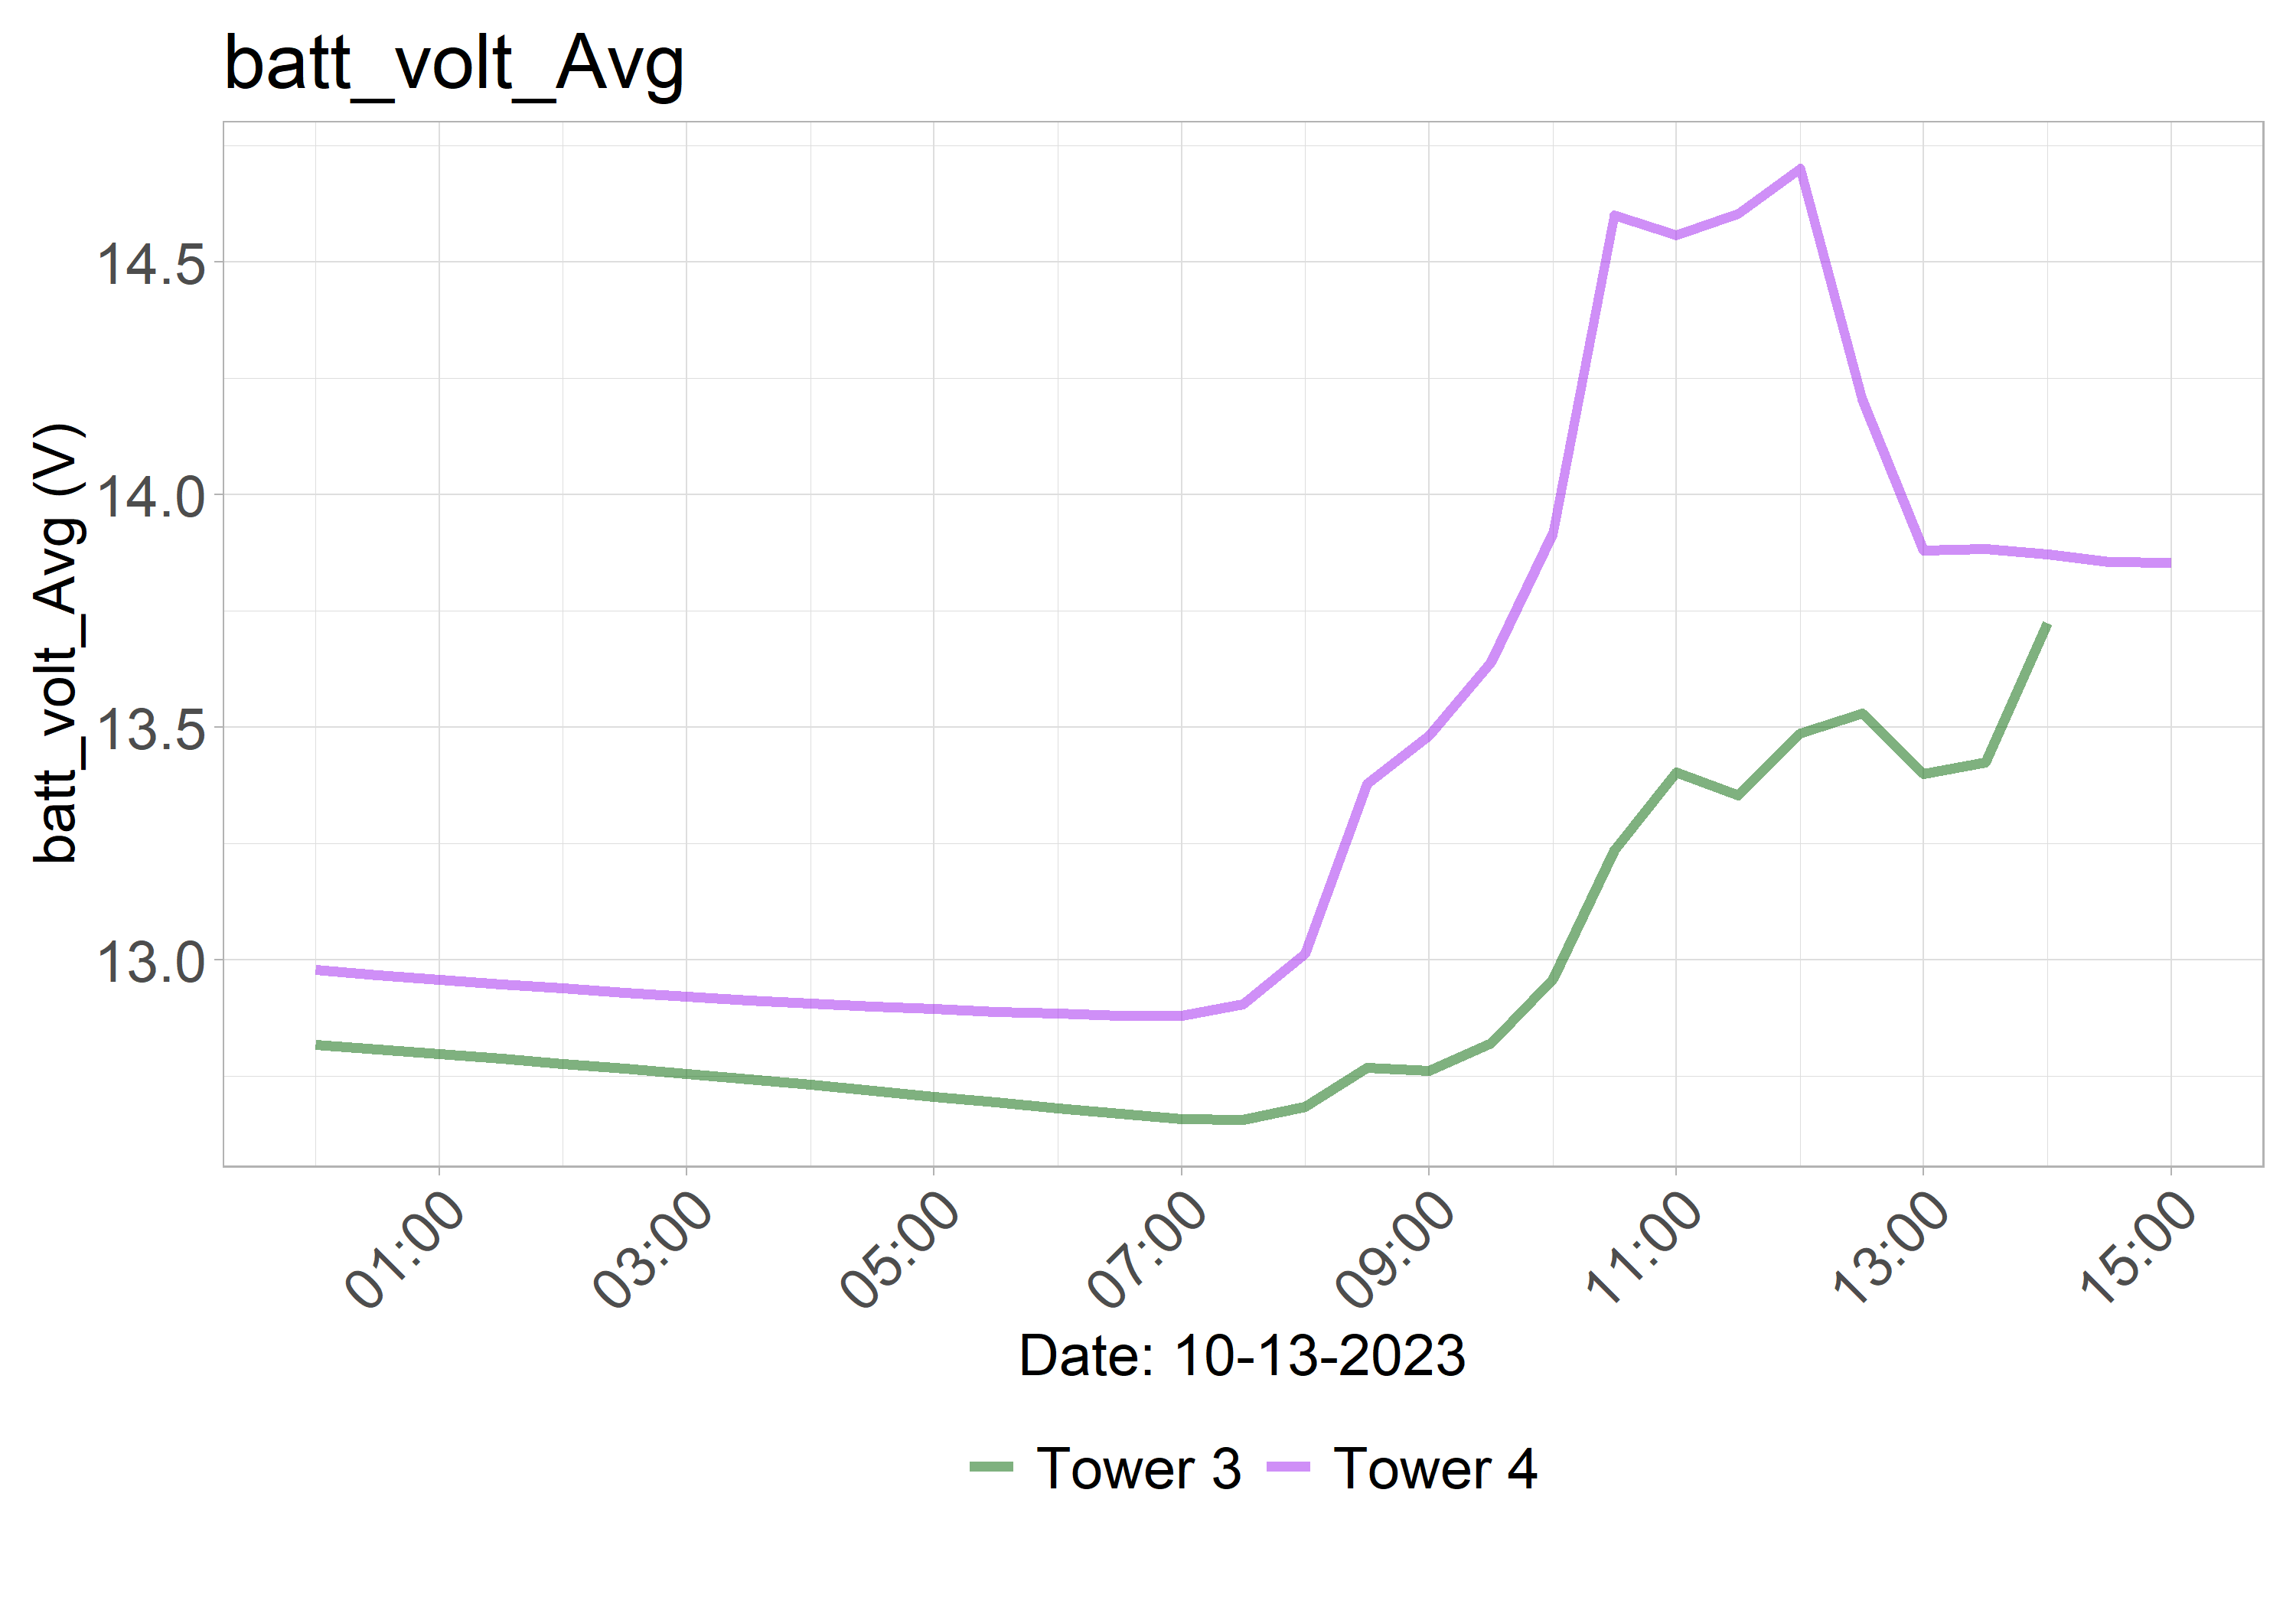 batt_volt_Avg
batt_volt_Avg (V)
14.5
14.0
13.5
13.0
01:00 03:00 05:00 07:00 09:00 11:00 13:00 15:00
Date: 10-13-2023
Tower 3 Tower 4